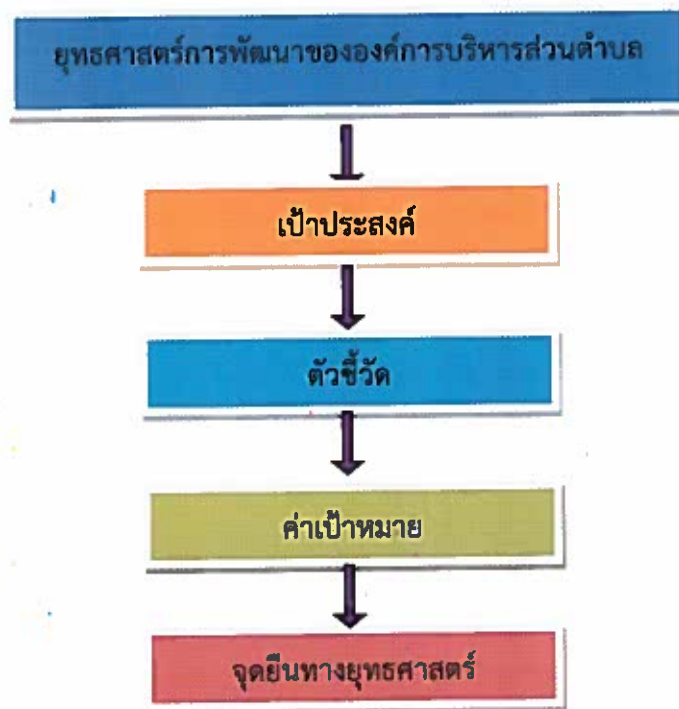 ยุทธศาสตร์การพัฒนาขององค์การบริหารส่วนตำบล
เป้าประสงค์
ตัวชี้วัด
ค่าเป้าหมาย
จุดยืนทางยุทธศาสตร์